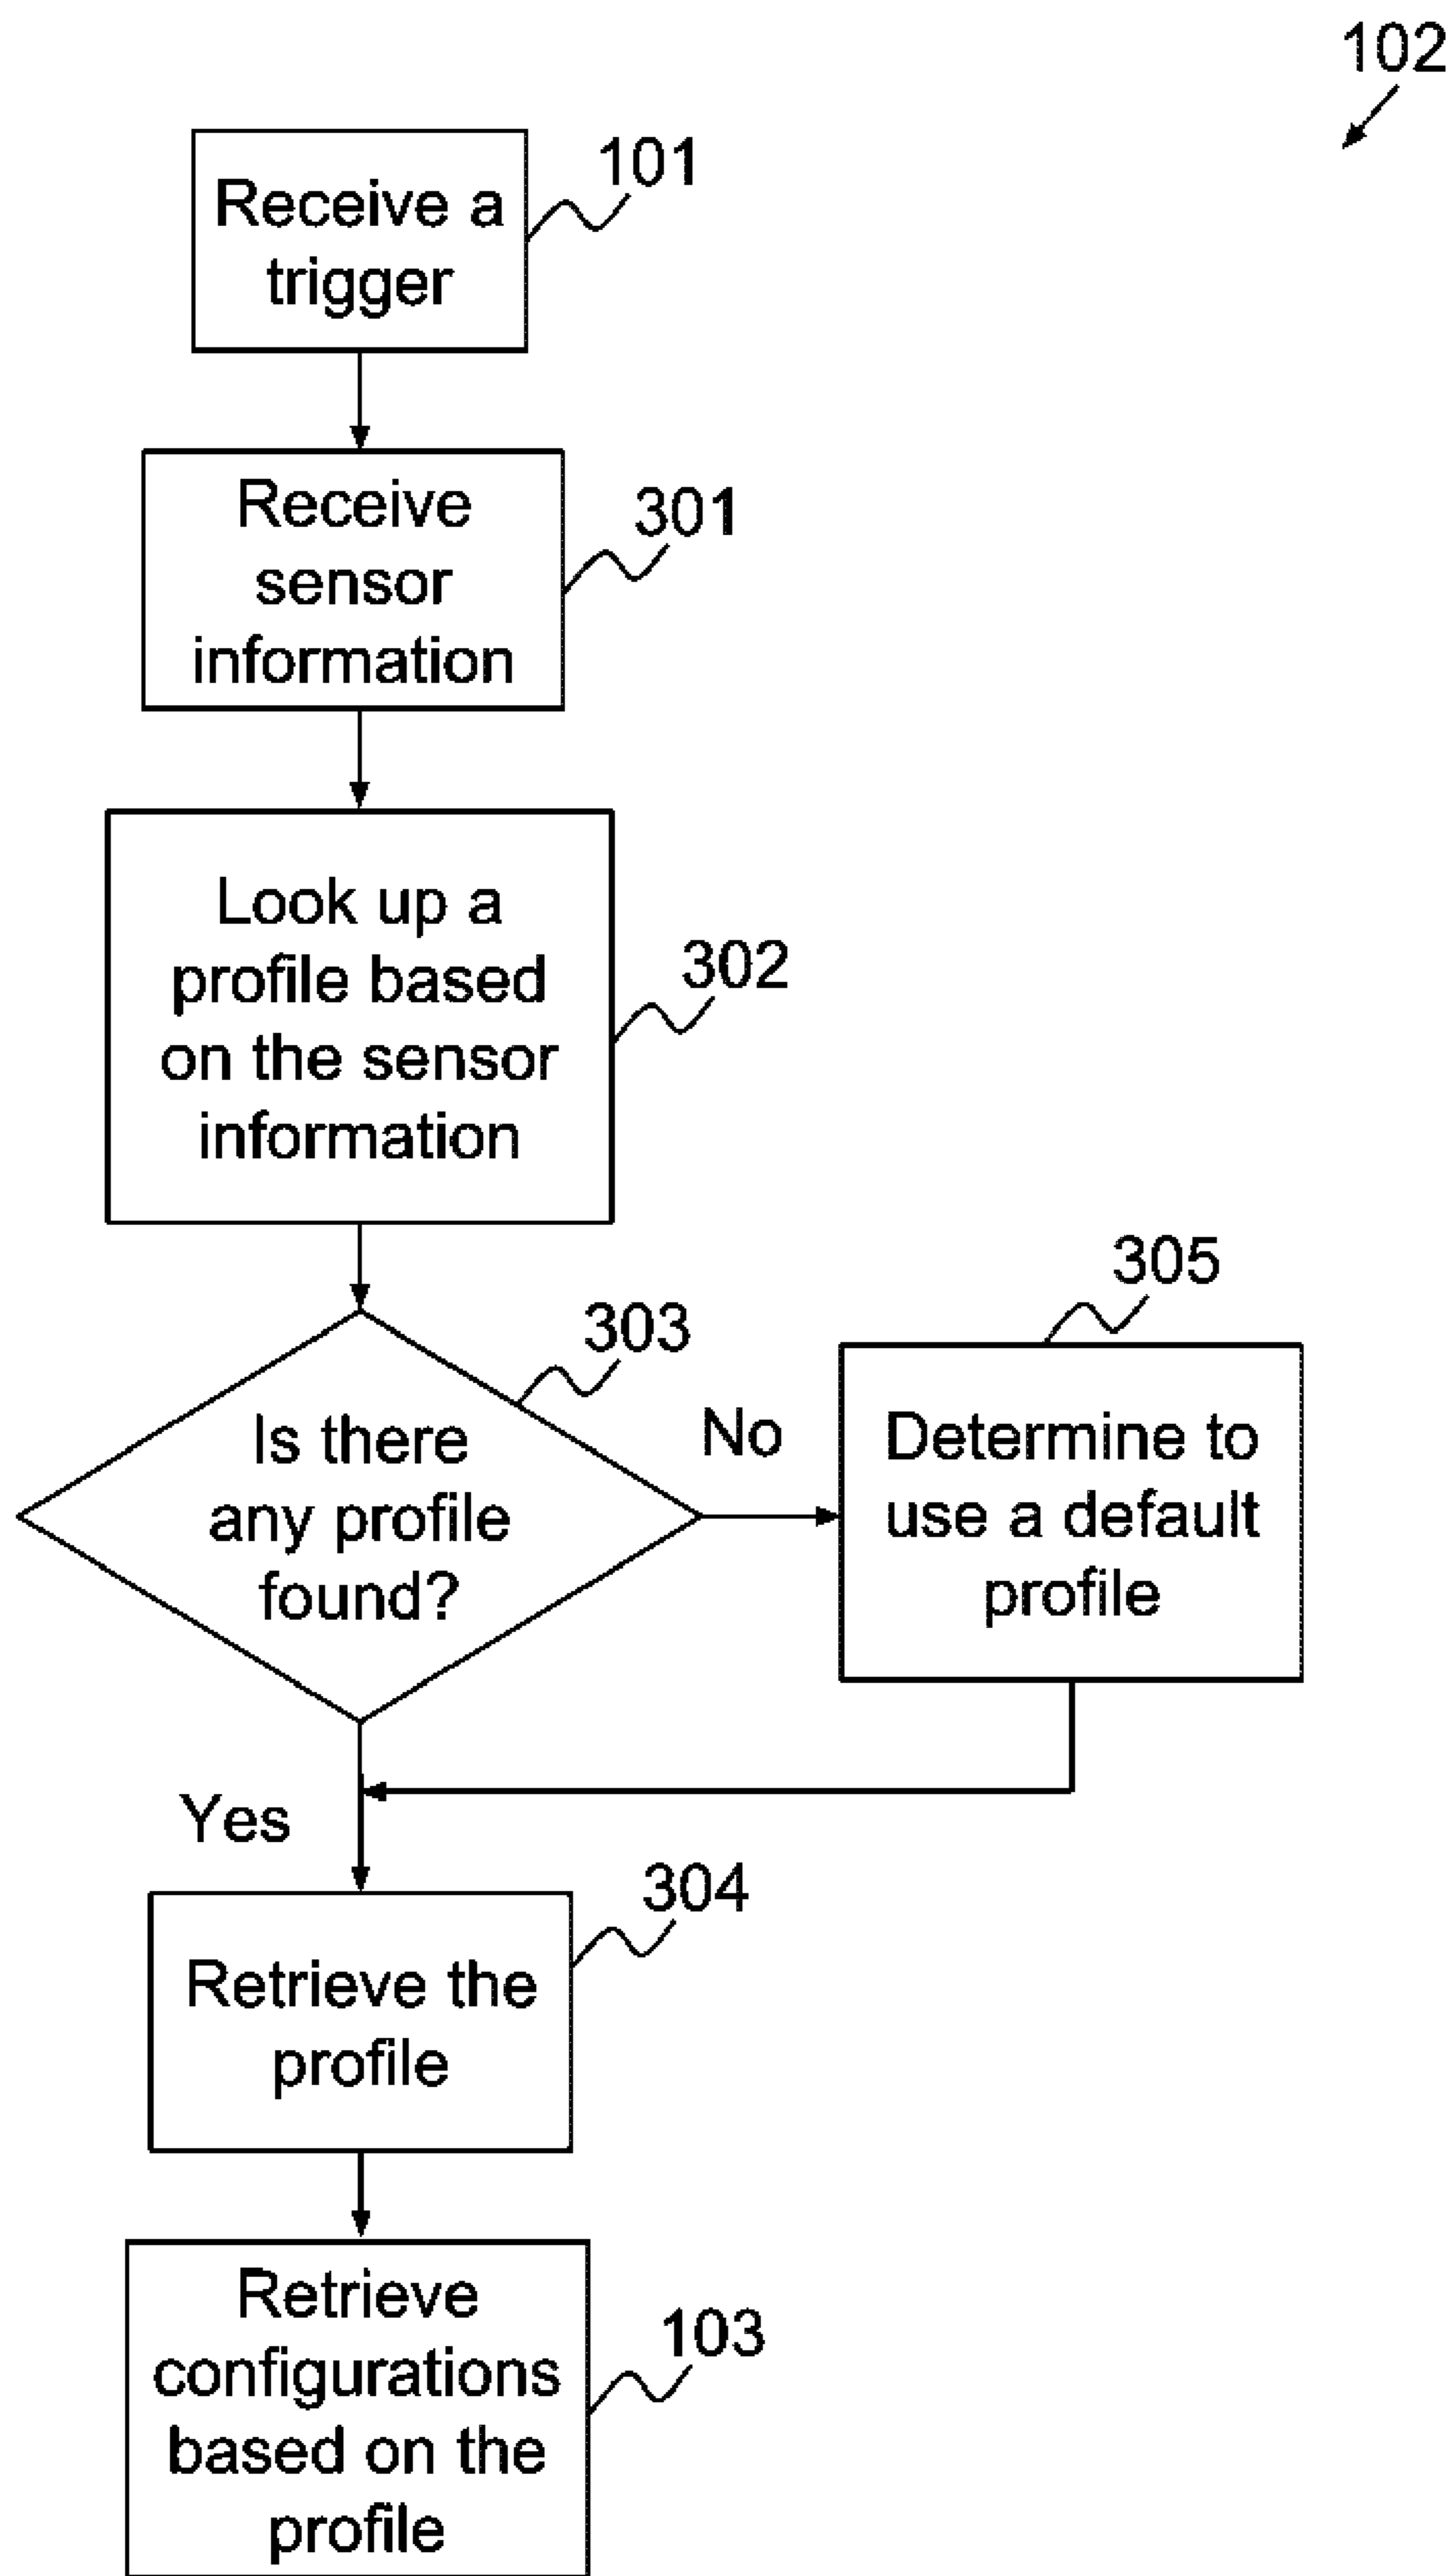 102
101
Receive a
trigger
301
Receive
sensor
information
302
Look up a
profile based
on the sensor
information
303
Is there
any profile
found?
No
305
Determine to
use a default
profile
Yes
304
Retrieve the
profile
103
Retrieve
configurations
based on the
profile